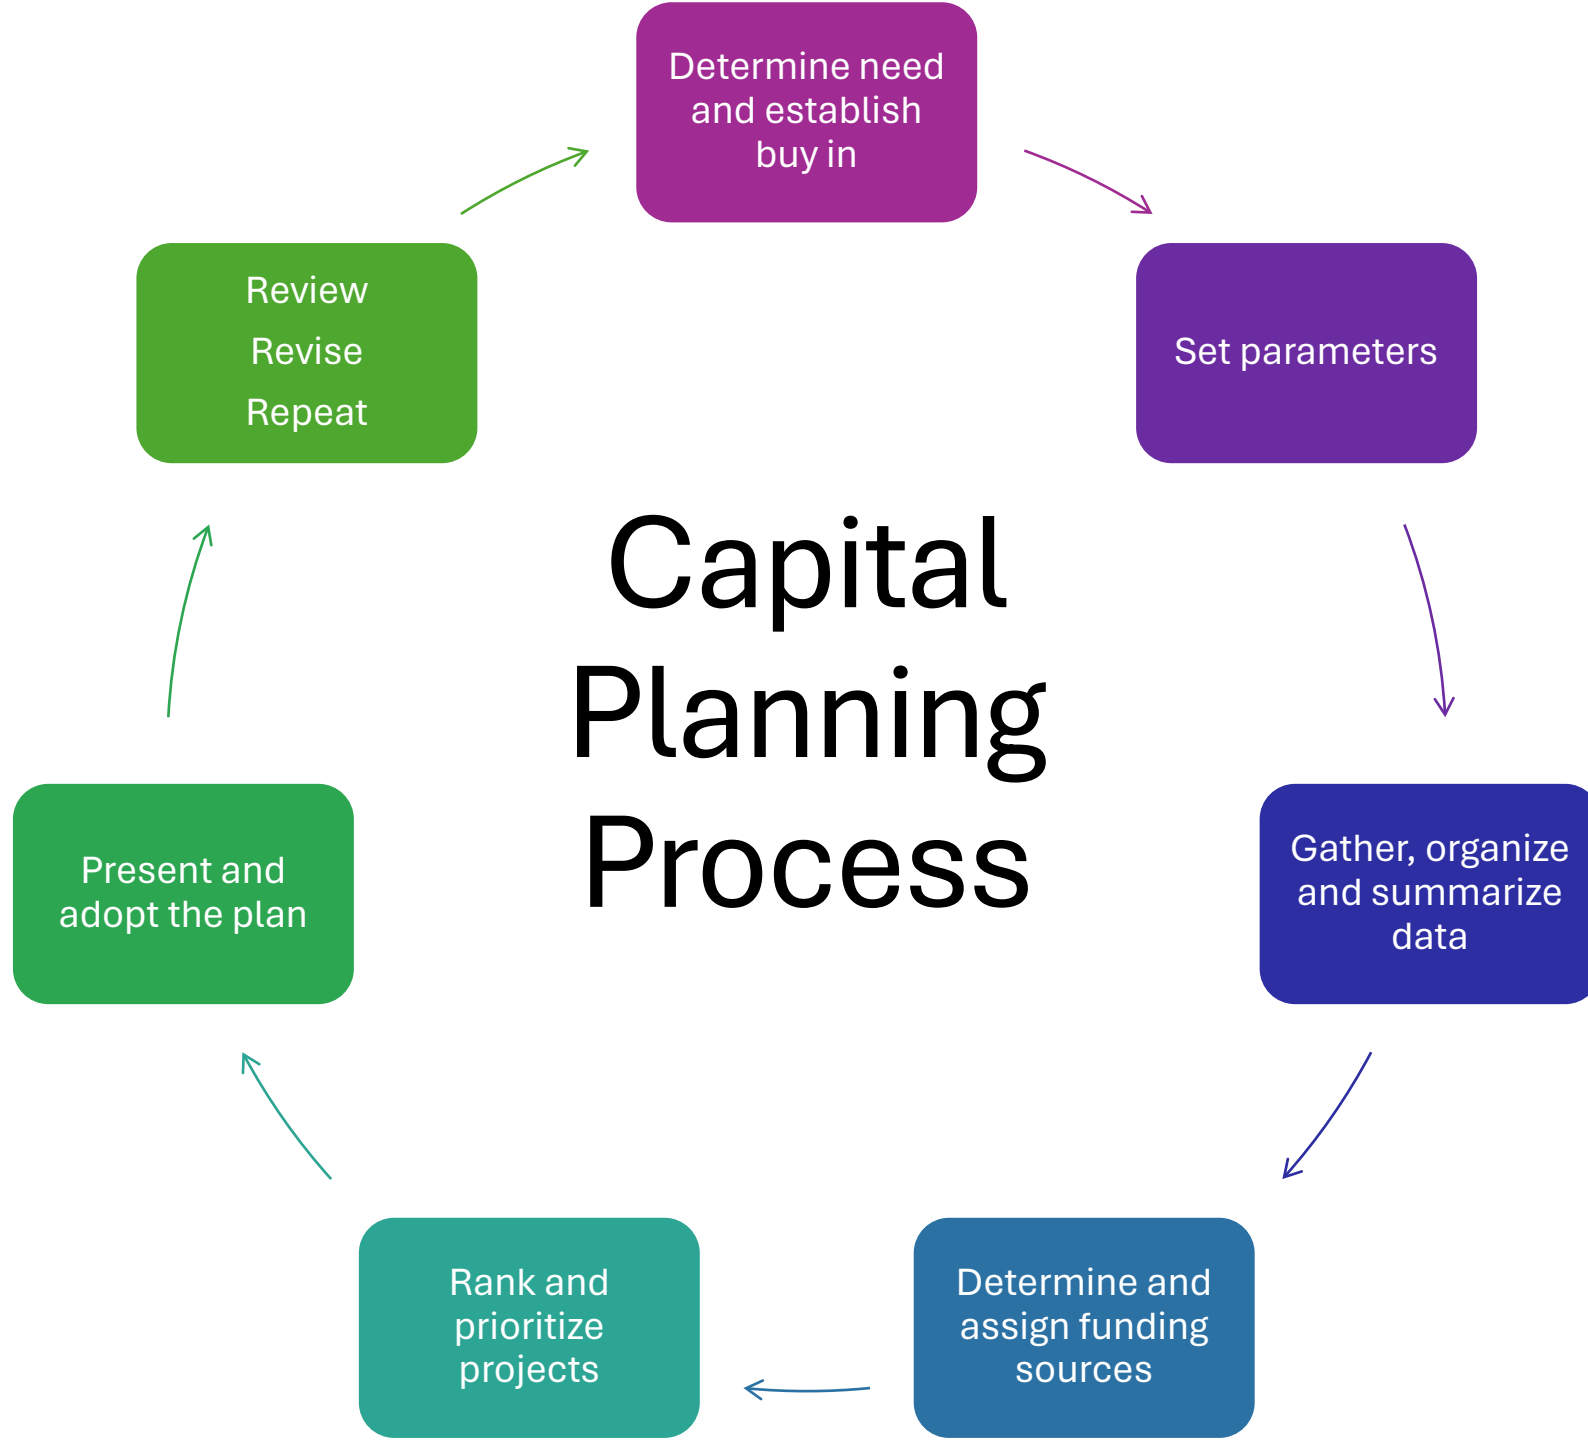 Determine need
and establish
buy in
Set parameters
Gather, organize
and summarize
data
Determine and
assign funding
sources
Rank and
prioritize
projects
Present and
adopt the plan
Review
Revise
Repeat
Capital
Planning
Process